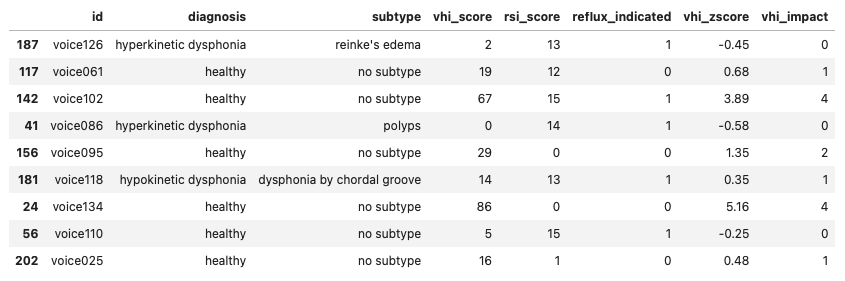 id diagnosis subtype vhi_score rsi_score reflux_indicated vhi_zscore vhi_impact
187 voice126 hyperkinetic dysphonia reinke's edema 2 13 1 -0.45 0
117 voice061 healthy no subtype 19 12 0 0.68 1
142 voice102 healthy no subtype 67 15 1 3.89 4
41 voice086 hyperkinetic dysphonia polyps 0 14 1 -0.58 0
156 voice095 healthy no subtype 29 0 0 1.35 2
181 voice118 hypokinetic dysphonia dysphonia by chordal groove 14 13 1 0.35 1
24 voice134 healthy no subtype 86 0 0 5.16 4
56 voice110 healthy no subtype 5 15 1 -0.25 0
202 voice025 healthy no subtype 16 1 0 0.48 1